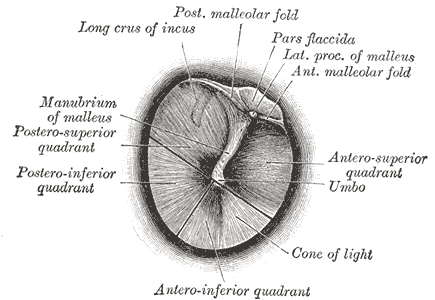 Post. malleolar fold
Long crus of incus
Pars flaccida
Lat. proc. of malleus
Ant. malleolar fold
Manubrium
of malleus
Postero-superior
quadrant
Postero-inferior
quadrant
Antero-superior
quadrant
Umbo
Cone of light
Antero-inferior quadrant